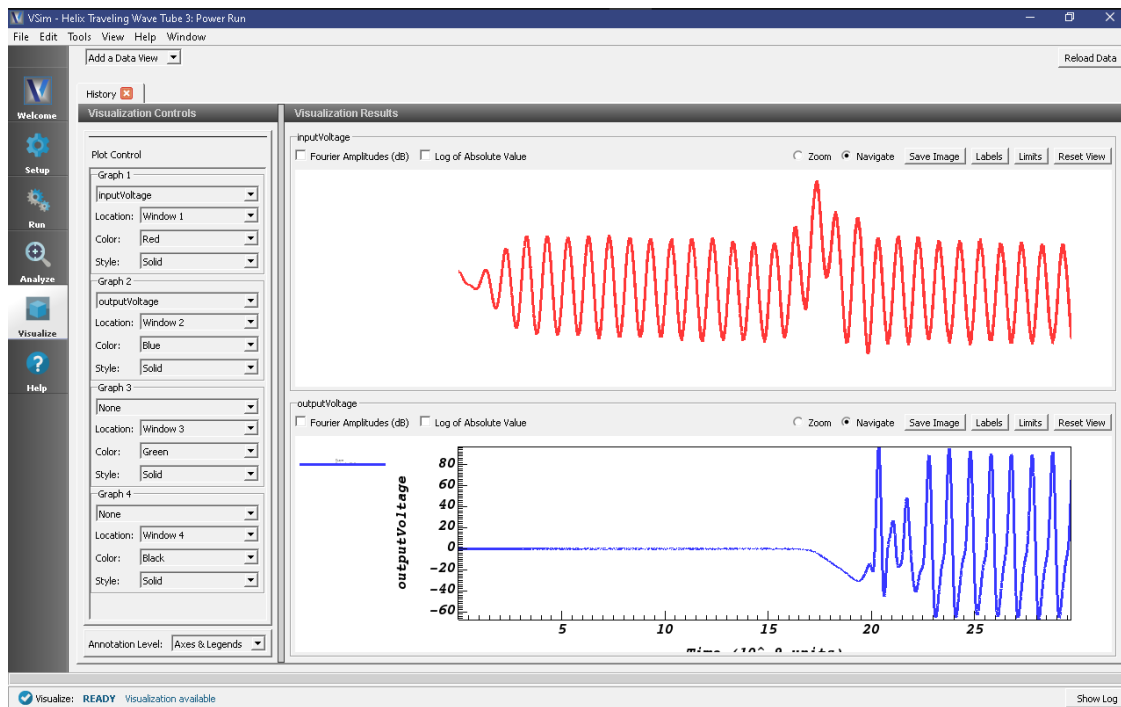 VSim - Helix Traveling Wave Tube 3: Power Run
File Edit Tools View Help Window
Add a Data View
Reload Data
Welcome
Setup
Run
Analyze
Visualize
Help
History
Visualization Controls
Plot Control
Graph 1
inputVoltage
Location: Window 1
Color: Red
Style: Solid
Graph 2
outputVoltage
Location: Window 2
Color: Blue
Style: Solid
Graph 3
None
Location: Window 3
Color: Green
Style: Solid
Graph 4
None
Location: Window 4
Color: Black
Style: Solid
Annotation Level: Axes & Legends
Visualization Results
inputVoltage
Fourier Amplitudes (dB) Log of Absolute Value Zoom Navigate Save Image Labels Limits Reset View
outputVoltage
Fourier Amplitudes (dB) Log of Absolute Value Zoom Navigate Save Image Labels Limits Reset View
outputVoltage
80
60
40
20
0
-20
-40
-60
5 10 15 20 25
Time (10^-9 units)
Visualize: READY Visualization available
Show Log